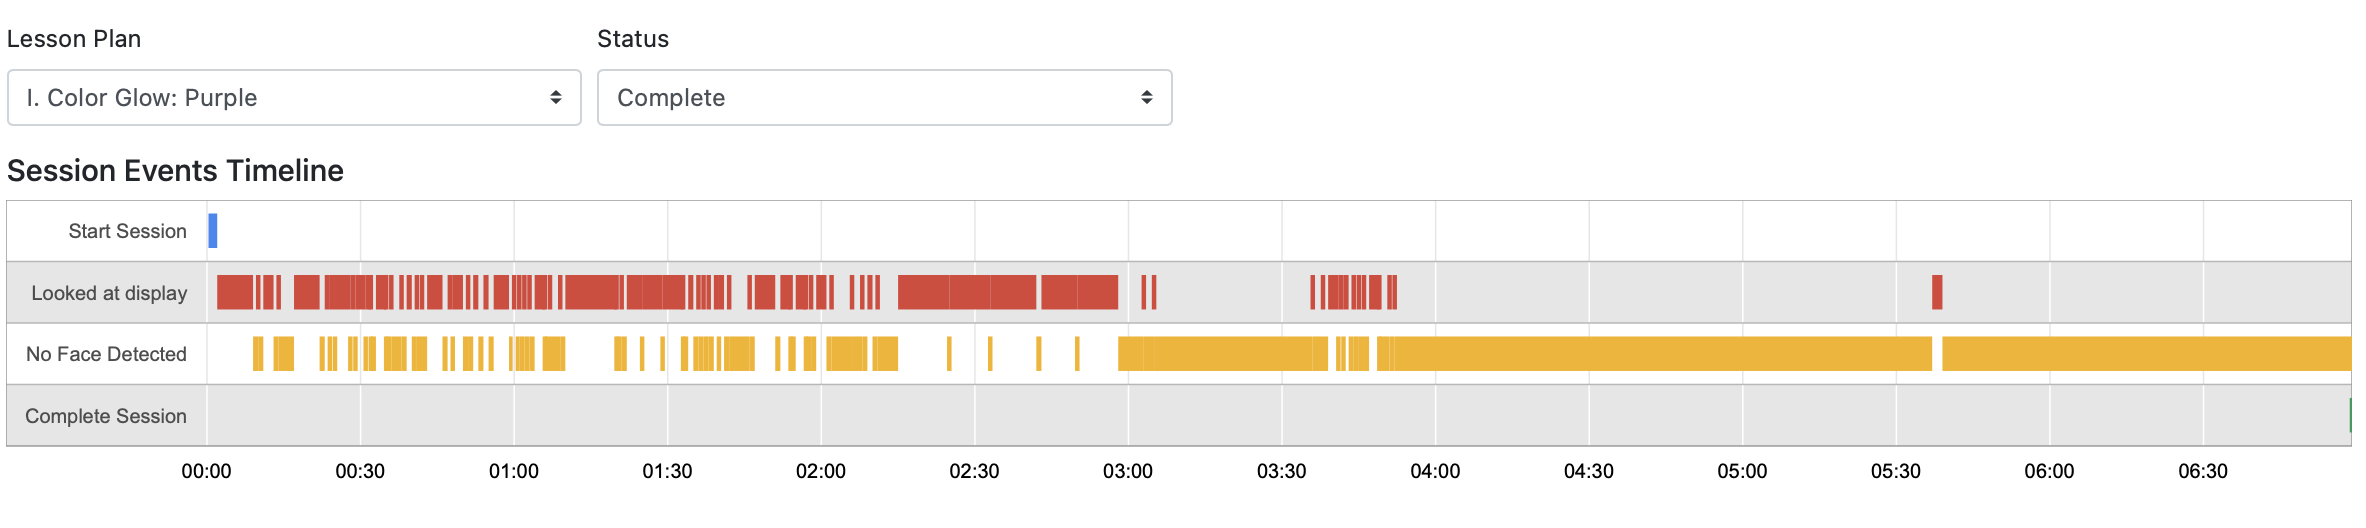 Lesson Plan
Status
I. Color Glow: Purple
Complete
Session Events Timeline
Start Session
Looked at display
No Face Detected
Complete Session
00:00 00:30 01:00 01:30 02:00 02:30 03:00 03:30 04:00 04:30 05:00 05:30 06:00 06:30